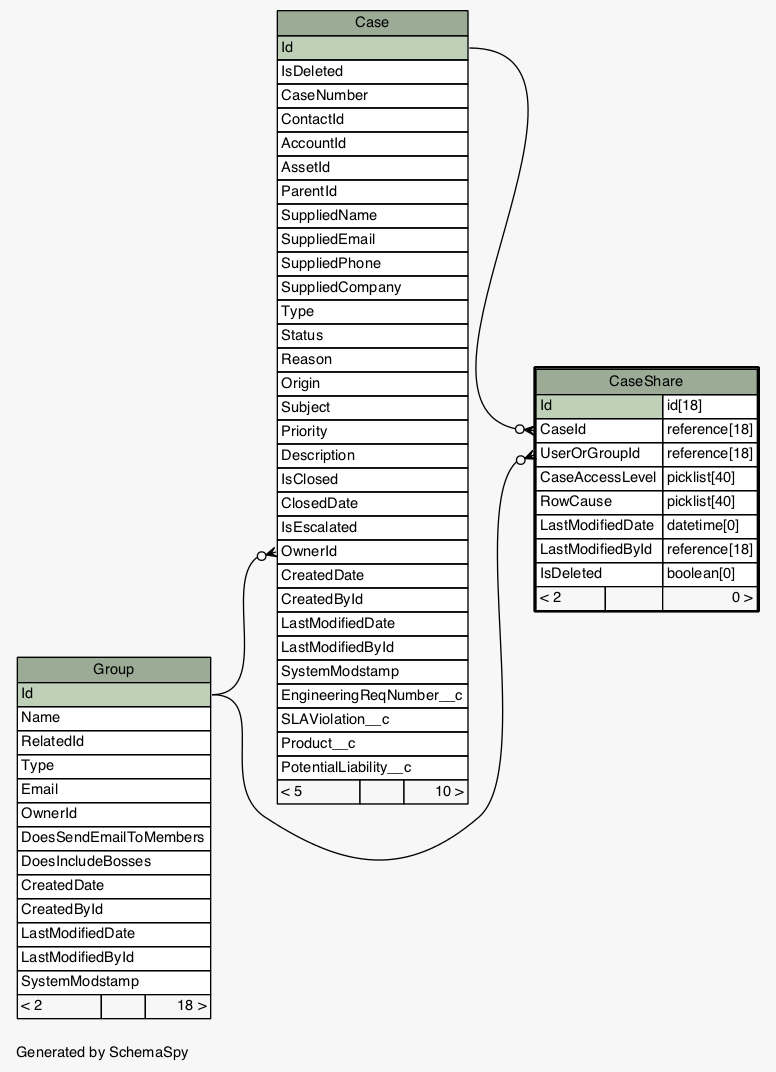 Case
Id
IsDeleted
CaseNumber
ContactId
AccountId
AssetId
ParentId
SuppliedName
SuppliedEmail
SuppliedPhone
SuppliedCompany
Type
Status
Reason
Origin
Subject
Priority
Description
IsClosed
ClosedDate
IsEscalated
OwnerId
CreatedDate
CreatedById
LastModifiedDate
LastModifiedById
SystemModstamp
EngineeringReqNumber__c
SLAViolation__c
Product__c
PotentialLiability__c
< 5 10 >
CaseShare
Id id[18]
CaseId reference[18]
UserOrGroupId reference[18]
CaseAccessLevel picklist[40]
RowCause picklist[40]
LastModifiedDate datetime[0]
LastModifiedById reference[18]
IsDeleted boolean[0]
< 2 0 >
Group
Id
Name
RelatedId
Type
Email
OwnerId
DoesSendEmailToMembers
DoesIncludeBosses
CreatedDate
CreatedById
LastModifiedDate
LastModifiedById
SystemModstamp
< 2 18 >
Generated by SchemaSpy